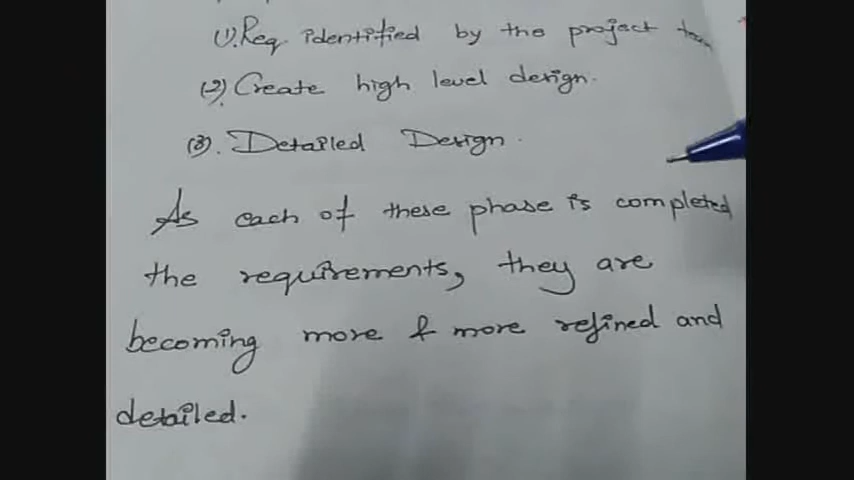 (1). Req. identified by the project team
(2). Create high level design.
(3). Detailed Design.
As each of these phase is completed
the requirements, they are
becoming more & more refined and
detailed.